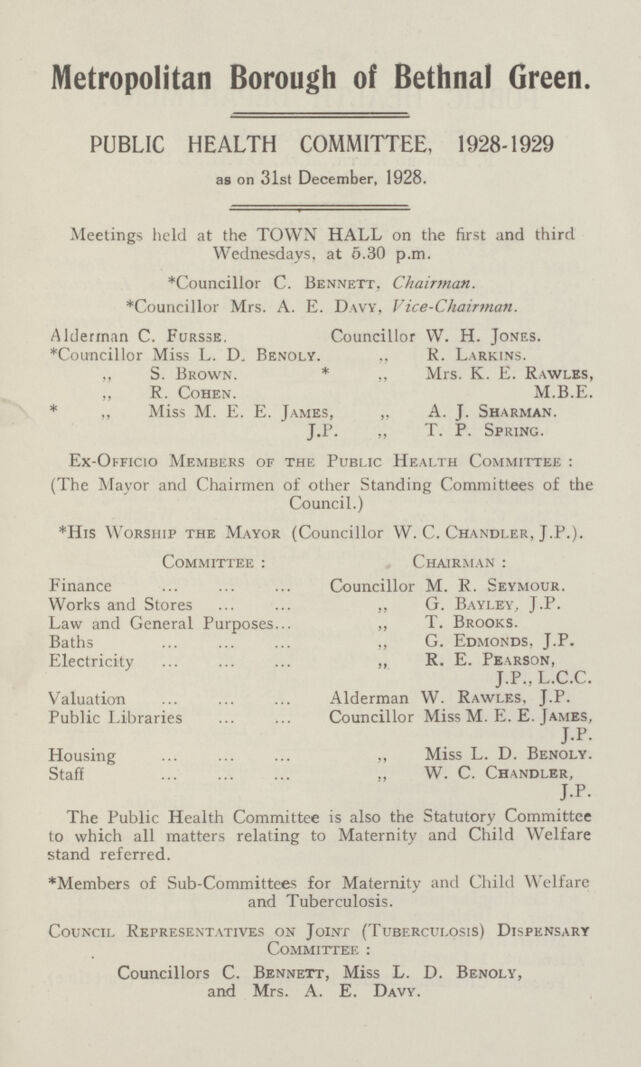 Metropolitan Borough of Bethnal Green.
PUBLIC HEALTH COMMITTEE, 1928-1929
as on 31st December, 1928.
Meetings held at the TOWN HALL on the first and third
Wednesdays, at 5.30 p.m.
*Councillor C. BENNETT, Chairman.
*Councillor Mrs. A. E. DAVY, Vice-Chairman.
Alderman C. FURSSE. Councillor W. H. JONES.
*Councillor Miss L. D. BENOLY. ,, R. LARKINS.
,, S. BROWN. * ,, Mrs. K. E. RAWLES,
,, R. COHEN. M.B.E.
* ,, Miss M. E. E. JAMES, ,, A. J. SHARMAN.
J.P. ,, T. P. SPRING.
EX-OFFICIO MEMBERS OF THE PUBLIC HEALTH COMMITTEE :
(The Mayor and Chairmen of other Standing Committees of the
Council.)
*HIS WORSHIP THE MAYOR (Councillor W. C. CHANDLER, J.P.).
COMMITTEE : CHAIRMAN :
Finance ... ... ... Councillor M. R. SEYMOUR.
Works and Stores ... ... ,, G. BAYLEY, J.P.
Law and General Purposes... ,, T. BROOKS.
Baths ... ... ... ,, G. EDMONDS, J.P.
Electricity ... ... ... ,, R. E. PEARSON,
J.P., L.C.C.
Valuation ... ... ... Alderman W. RAWLES, J.P.
Public Libraries ... ... Councillor Miss M. E. E. JAMES,
J.P.
Housing ... ... ... ,, Miss L. D. BENOLY.
Staff ... ... ... ,, W. C. CHANDLER,
J.P.
The Public Health Committee is also the Statutory Committee
to which all matters relating to Maternity and Child Welfare
stand referred.
*Members of Sub-Committees for Maternity and Child Welfare
and Tuberculosis.
COUNCIL REPRESENTATIVES ON JOINT (TUBERCULOSIS) DISPENSARY
COMMITTEE :
Councillors C. BENNETT, Miss L. D. BENOLY,
and Mrs. A. E. DAVY.